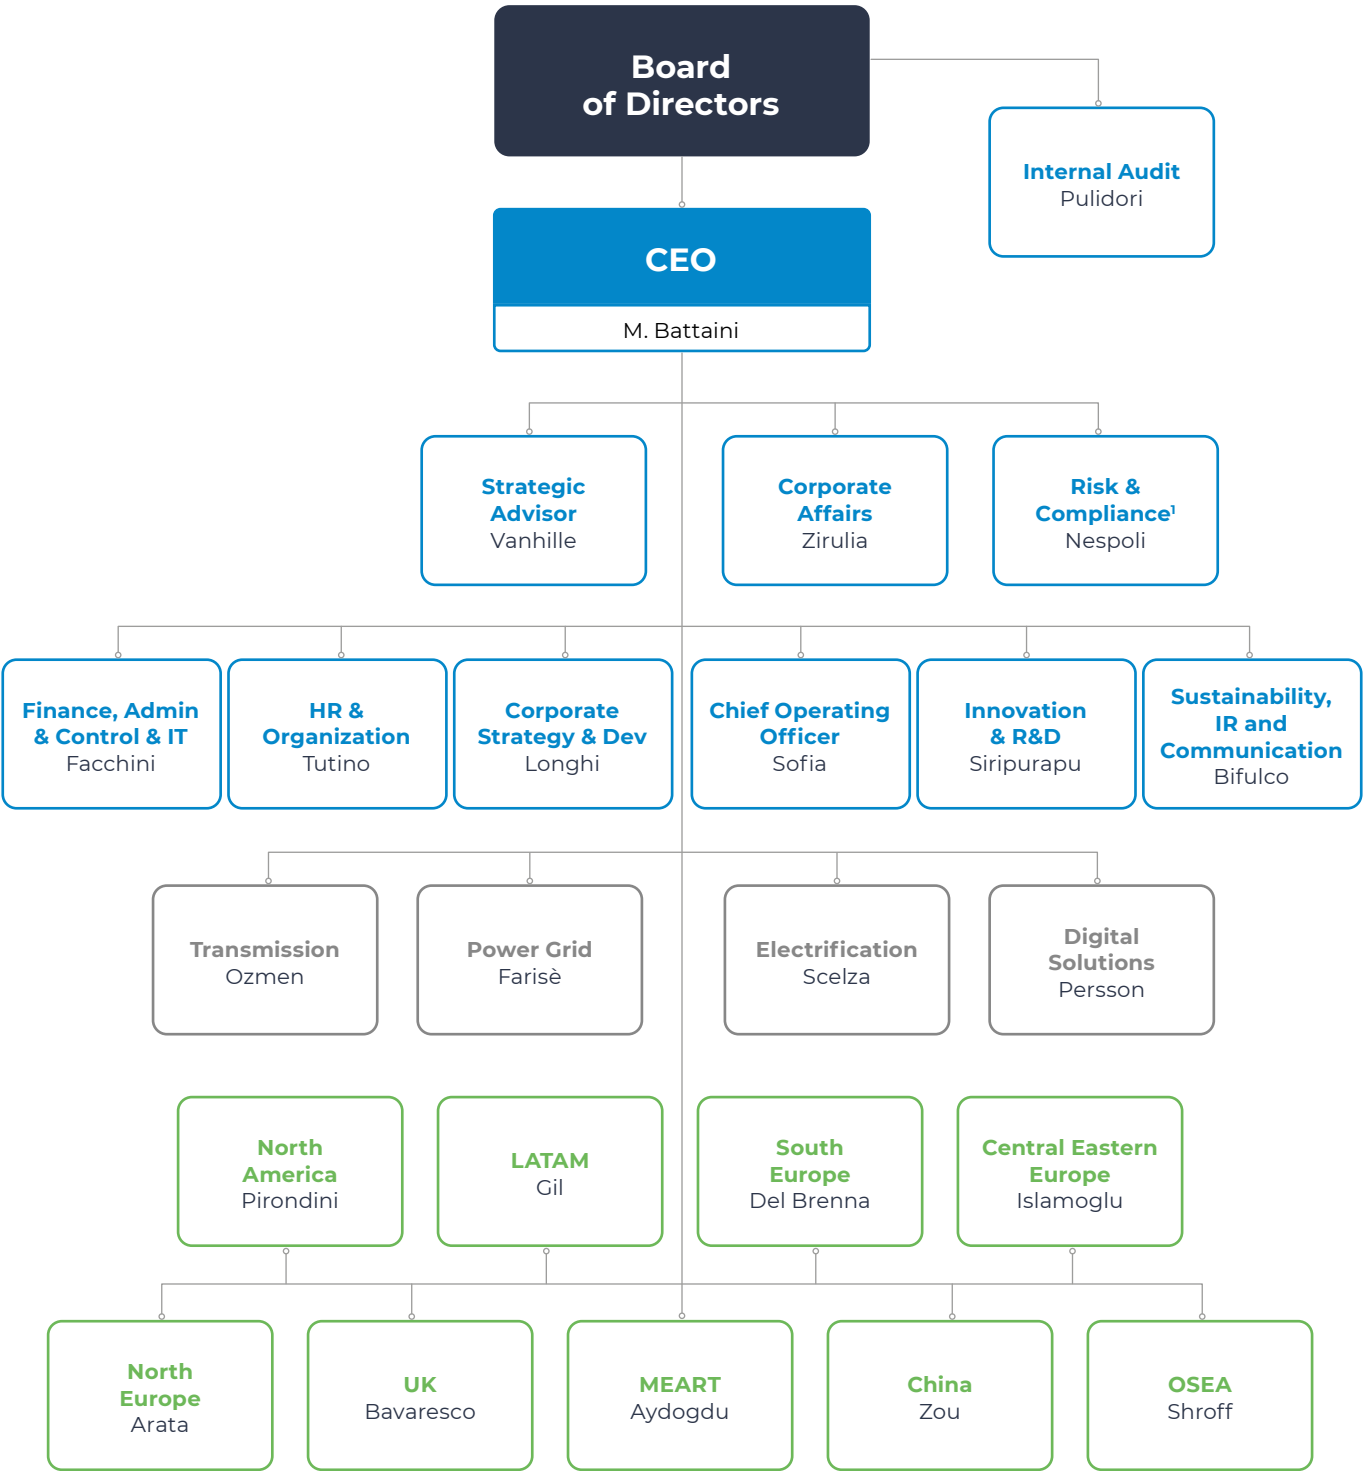 Board
of Directors
Internal Audit
Pulidori
CEO
M. Battaini
Strategic
Advisor
Vanhille
Corporate
Affairs
Zirulia
Risk &
Compliance¹
Nespoli
Finance, Admin
& Control & IT
Facchini
HR &
Organization
Tutino
Corporate
Strategy & Dev
Longhi
Chief Operating
Officer
Sofia
Innovation
& R&D
Siripurapu
Sustainability,
IR and
Communication
Bifulco
Transmission
Ozmen
Power Grid
Farisè
Electrification
Scelza
Digital
Solutions
Persson
North
America
Pirondini
LATAM
Gil
South
Europe
Del Brenna
Central Eastern
Europe
Islamoglu
North
Europe
Arata
UK
Bavaresco
MEART
Aydogdu
China
Zou
OSEA
Shroff